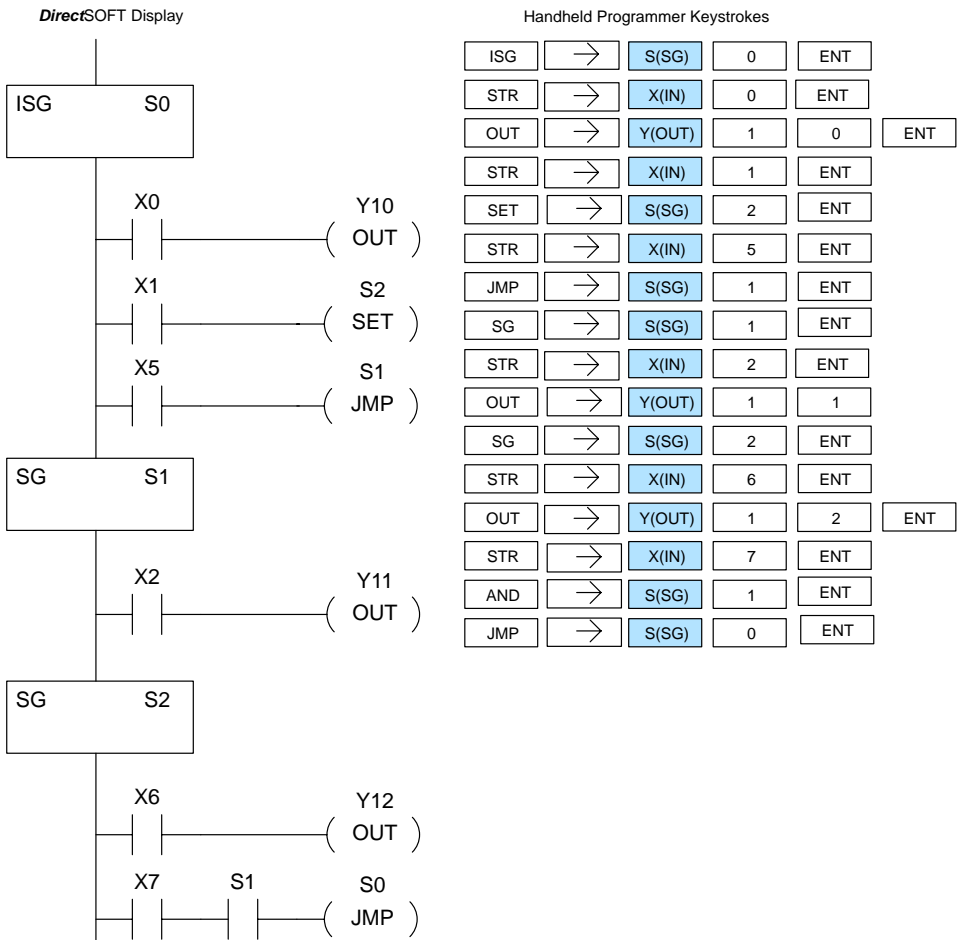 DirectSOFT Display
ISG S0
X0 Y10
OUT
X1 S2
SET
X5 S1
JMP
SG S1
X2 Y11
OUT
SG S2
X6 Y12
OUT
X7 S1 S0
JMP
Handheld Programmer Keystrokes
ISG → S(SG) 0 ENT
STR → X(IN) 0 ENT
OUT → Y(OUT) 1 0 ENT
STR → X(IN) 1 ENT
SET → S(SG) 2 ENT
STR → X(IN) 5 ENT
JMP → S(SG) 1 ENT
SG → S(SG) 1 ENT
STR → X(IN) 2 ENT
OUT → Y(OUT) 1 1
SG → S(SG) 2 ENT
STR → X(IN) 6 ENT
OUT → Y(OUT) 1 2 ENT
STR → X(IN) 7 ENT
AND → S(SG) 1 ENT
JMP → S(SG) 0 ENT